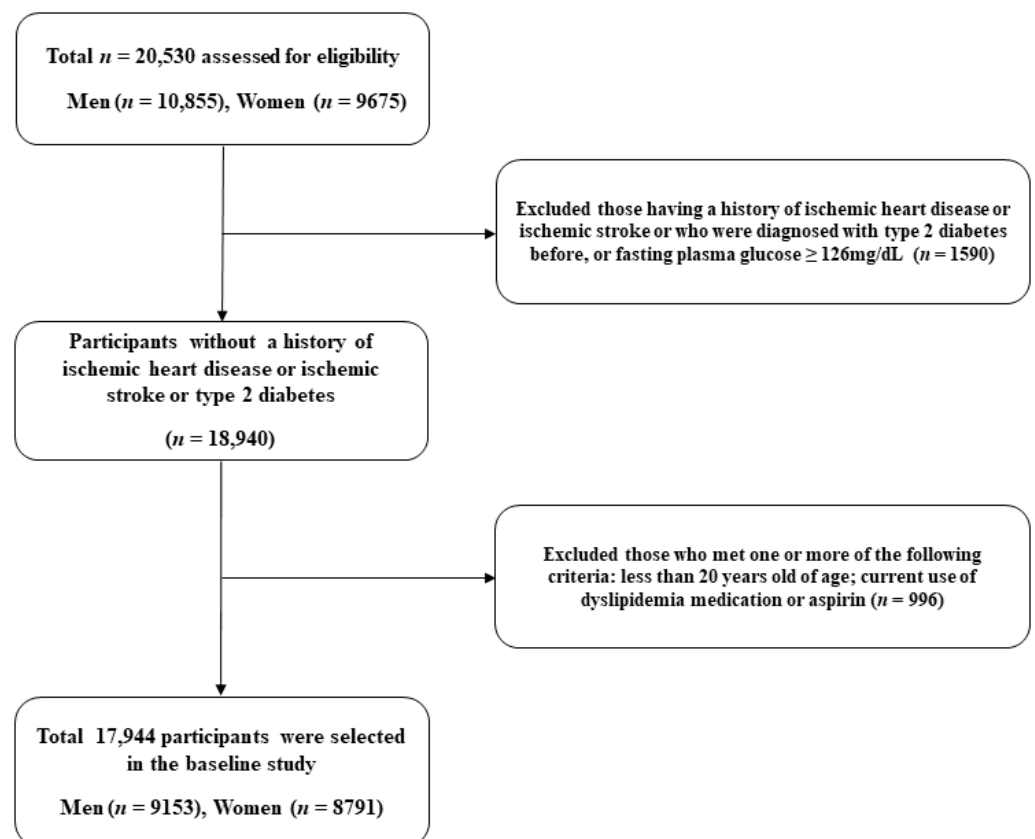 Total n = 20,530 assessed for eligibility
Men (n = 10,855), Women (n = 9675)
Excluded those having a history of ischemic heart disease or
ischemic stroke or who were diagnosed with type 2 diabetes
before, or fasting plasma glucose ≥ 126mg/dL (n = 1590)
Participants without a history of
ischemic heart disease or ischemic
stroke or type 2 diabetes
(n = 18,940)
Excluded those who met one or more of the following
criteria: less than 20 years old of age; current use of
dyslipidemia medication or aspirin (n = 996)
Total 17,944 participants were selected
in the baseline study
Men (n = 9153), Women (n = 8791)